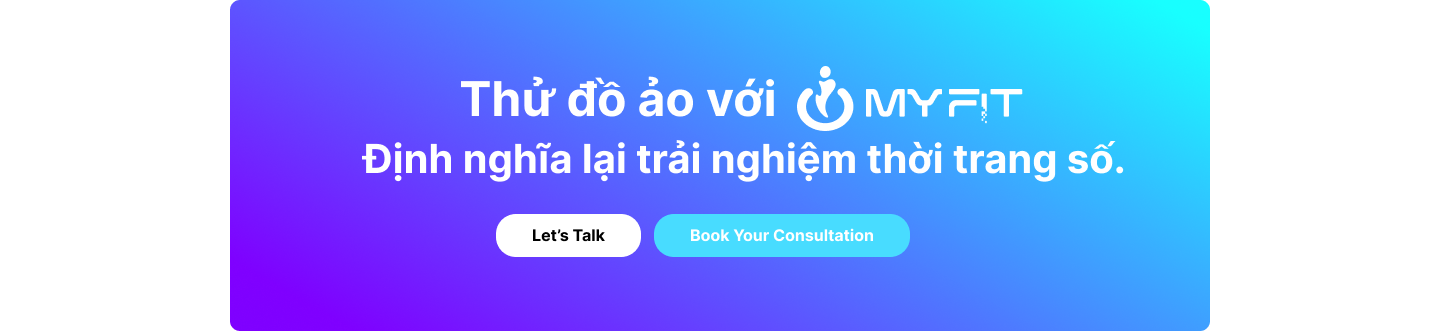 Thử đồ ảo với MYFIT
Định nghĩa lại trải nghiệm thời trang số.
Let’s Talk
Book Your Consultation